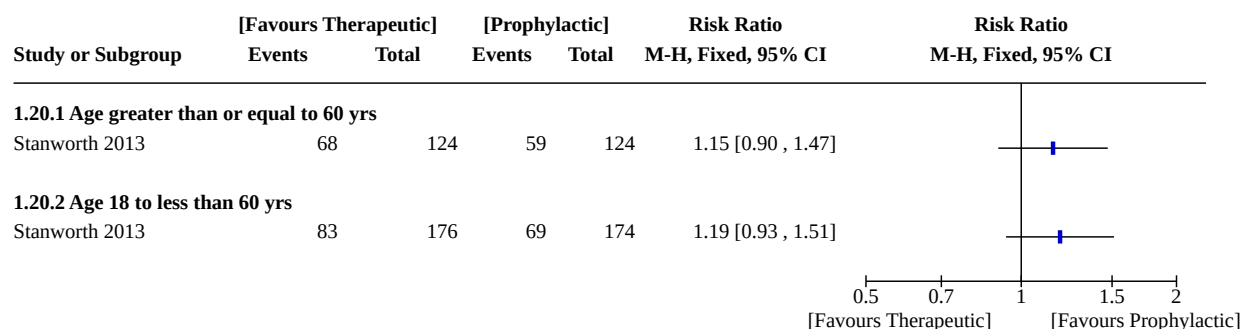 [Favours Therapeutic] [Prophylactic] Risk Ratio Risk Ratio
Study or Subgroup Events Total Events Total M-H, Fixed, 95% CI M-H, Fixed, 95% CI
1.20.1 Age greater than or equal to 60 yrs
Stanworth 2013 68 124 59 124 1.15 [0.90 , 1.47]
1.20.2 Age 18 to less than 60 yrs
Stanworth 2013 83 176 69 174 1.19 [0.93 , 1.51]
0.5 0.7 1 1.5 2
[Favours Therapeutic] [Favours Prophylactic]